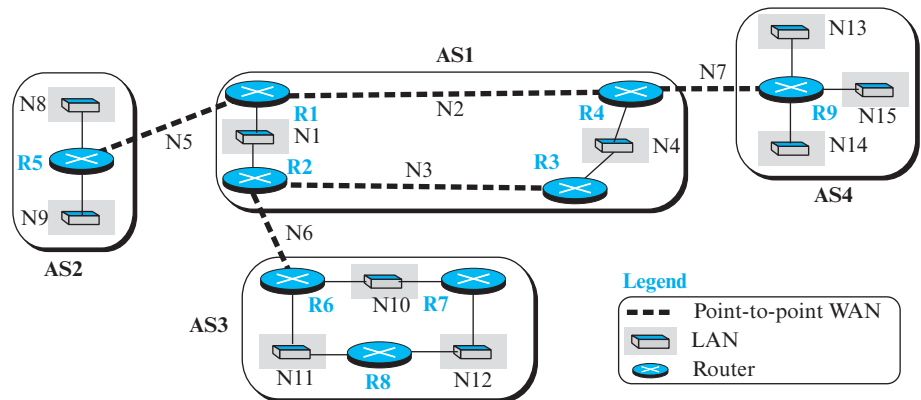 AS1
N13
N7
N8
R1
N2
R4
R9
N15
N5
N1
N4
N14
R5
R2
N3
R3
N9
AS4
AS2
N6
Legend
R6
N10
R7
Point-to-point WAN
AS3
LAN
N11
R8
N12
Router